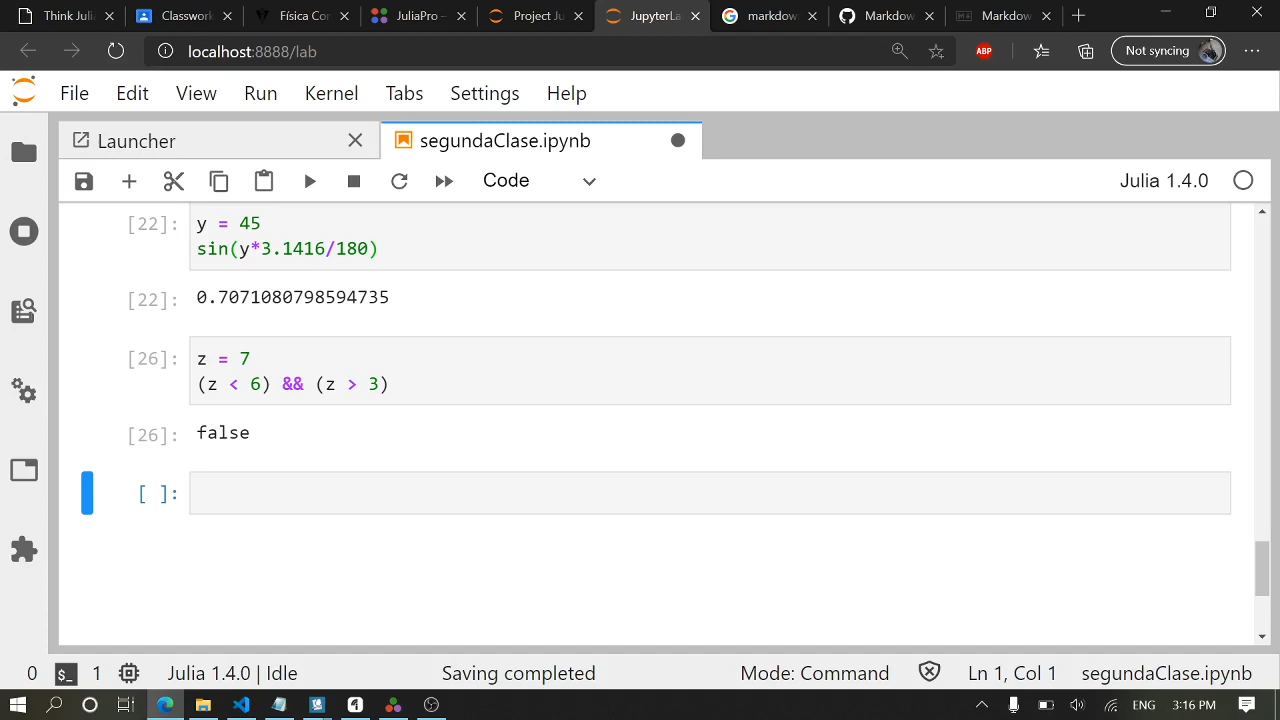 Think Julia
Classwork
Física Cor
JuliaPro –
Project Ju
JupyterLa
markdow
Markdow
Markdow
localhost:8888/lab
ABP
Not syncing
File Edit View Run Kernel Tabs Settings Help
Launcher
segundaClase.ipynb
Code
Julia 1.4.0
[22]: y = 45
sin(y*3.1416/180)
[22]: 0.7071080798594735
[26]: z = 7
(z < 6) && (z > 3)
[26]: false
[ ]:
0 $_ 1 Julia 1.4.0 | Idle Saving completed Mode: Command Ln 1, Col 1 segundaClase.ipynb
ENG 3:16 PM